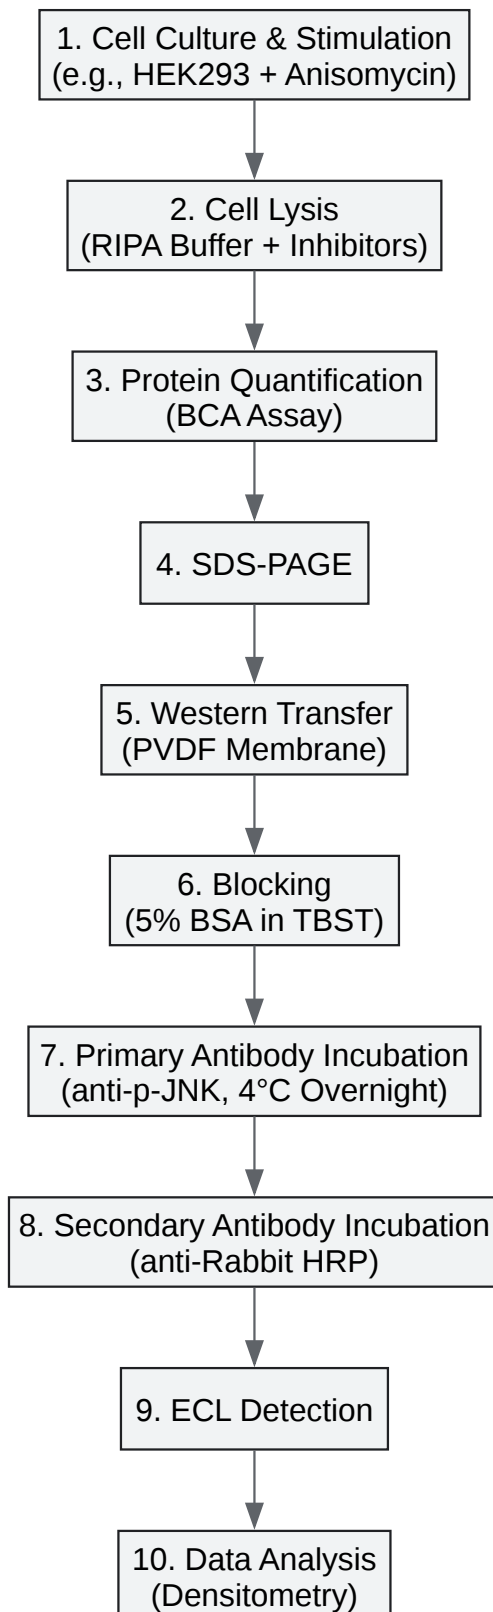 1. Cell Culture & Stimulation
(e.g., HEK293 + Anisomycin)
2. Cell Lysis
(RIPA Buffer + Inhibitors)
3. Protein Quantification
(BCA Assay)
4. SDS-PAGE
5. Western Transfer
(PVDF Membrane)
6. Blocking
(5% BSA in TBST)
7. Primary Antibody Incubation
(anti-p-JNK, 4°C Overnight)
8. Secondary Antibody Incubation
(anti-Rabbit HRP)
9. ECL Detection
10. Data Analysis
(Densitometry)